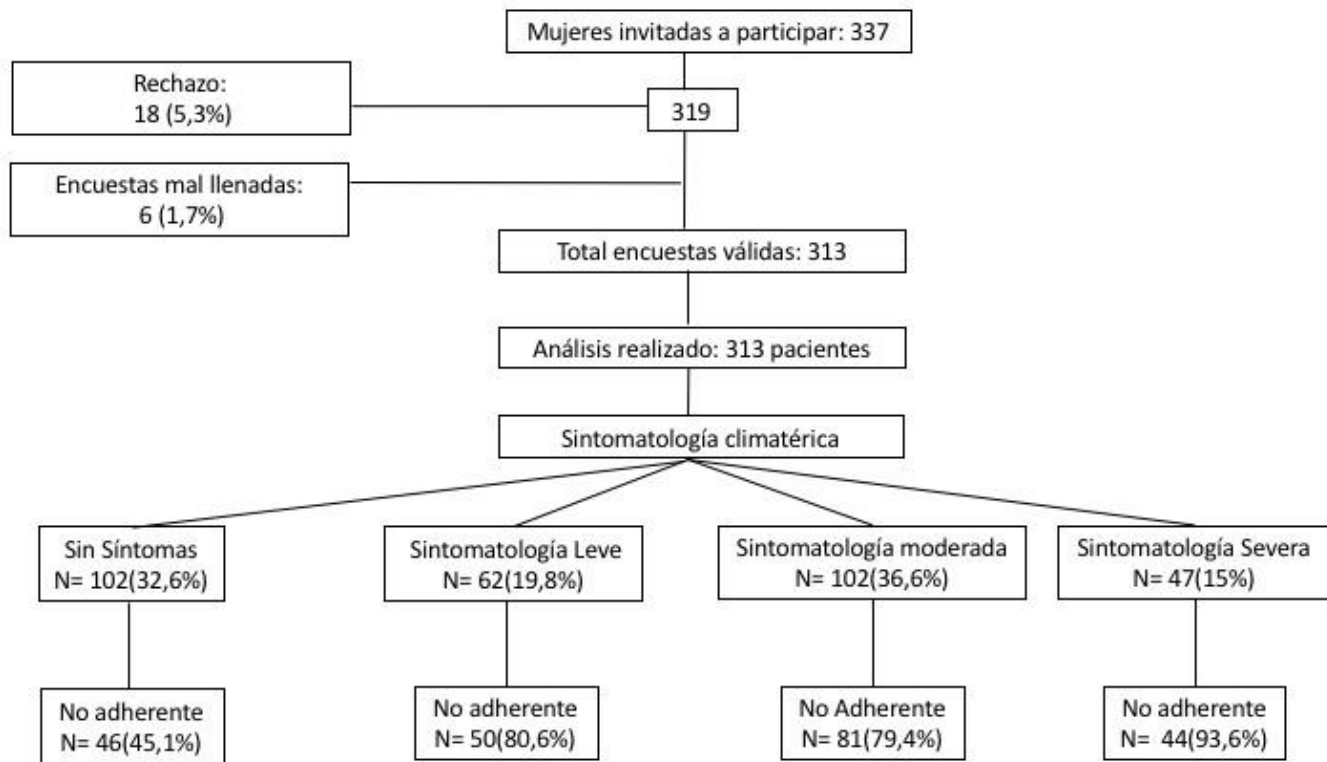 Mujeres invitadas a participar: 337
Rechazo:
18 (5,3%)
319
Encuestas mal llenadas:
6 (1,7%)
Total encuestas válidas: 313
Análisis realizado: 313 pacientes
Sintomatología climatérica
Sin Síntomas
N= 102(32,6%)
Sintomatología Leve
N= 62(19,8%)
Sintomatología moderada
N= 102(36,6%)
Sintomatología Severa
N= 47(15%)
No adherente
N= 46(45,1%)
No adherente
N= 50(80,6%)
No Adherente
N= 81(79,4%)
No adherente
N=  44(93,6%)